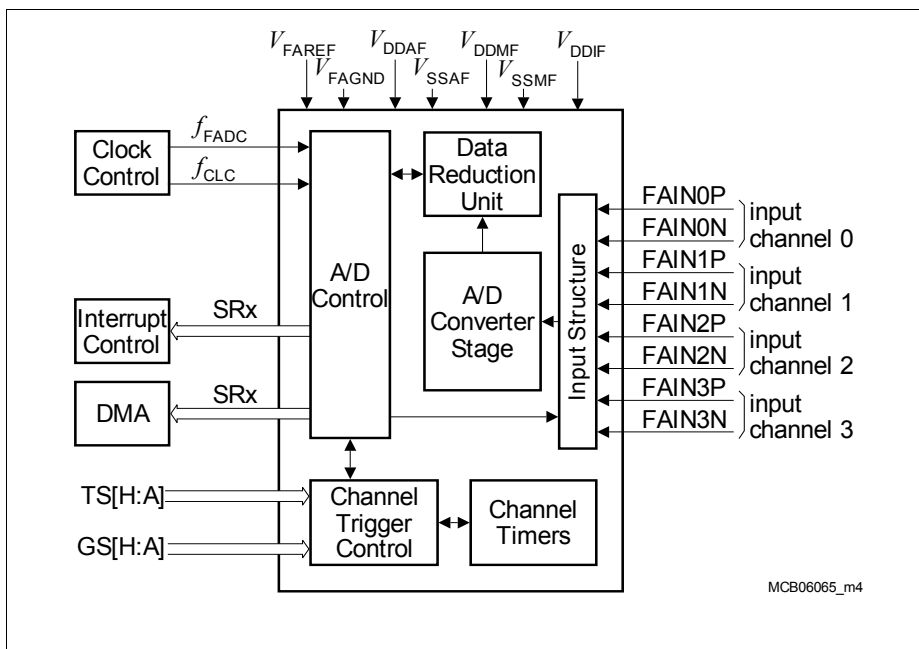 VFAREF
VFAGND
VDDAF
VSSAF
VDDMF
VSSMF
VDDIF
Clock
Control
fFADC
fCLC
A/D
Control
Data
Reduction
Unit
A/D
Converter
Stage
Input Structure
FAIN0P
FAIN0N
input
channel 0
FAIN1P
FAIN1N
input
channel 1
FAIN2P
FAIN2N
input
channel 2
FAIN3P
FAIN3N
input
channel 3
Interrupt
Control
SRx
DMA
SRx
TS[H:A]
GS[H:A]
Channel
Trigger
Control
Channel
Timers
MCB06065_m4